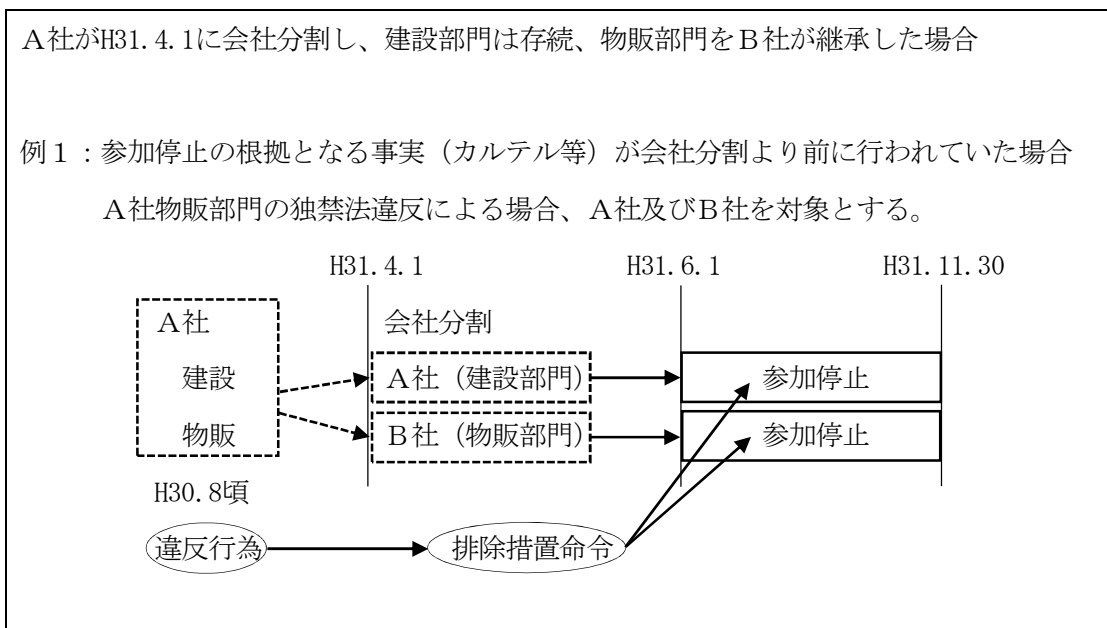 A社がH31.4.1に会社分割し、建設部門は存続、物販部門をB社が継承した場合
例1：参加停止の根拠となる事実（カルテル等）が会社分割より前に行われていた場合
A社物販部門の独禁法違反による場合、A社及びB社を対象とする。
H31.4.1 H31.6.1 H31.11.30
A社 会社分割
建設 A社（建設部門） 参加停止
物販 B社（物販部門） 参加停止
H30.8頃
違反行為 排除措置命令